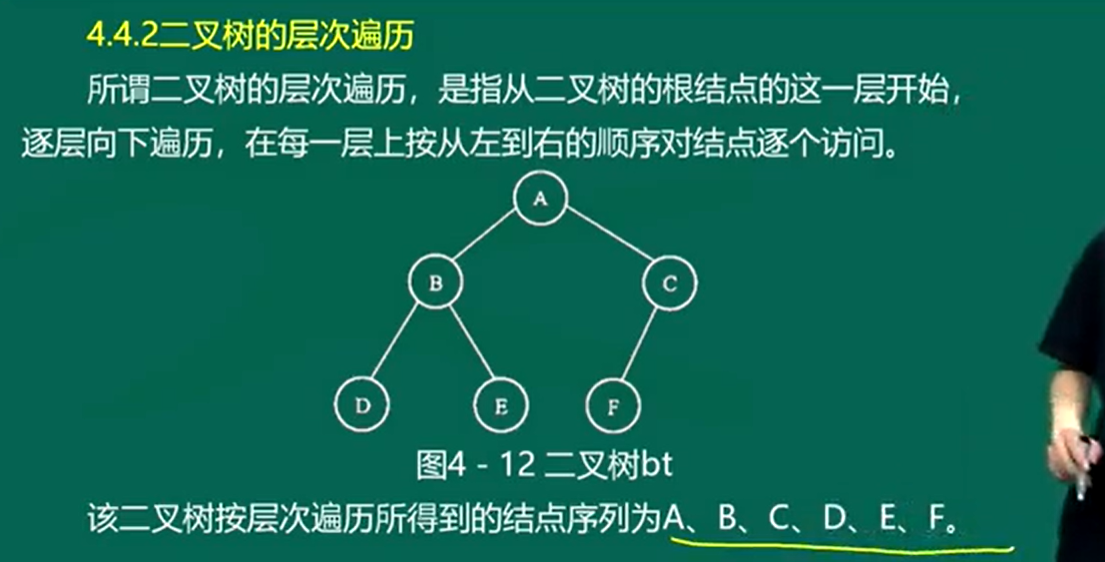 4.4.2二叉树的层次遍历
所谓二叉树的层次遍历，是指从二叉树的根结点的这一层开始，
逐层向下遍历，在每一层上按从左到右的顺序对结点逐个访问。
A
B C
D E F
图4 - 12 二叉树bt
该二叉树按层次遍历所得到的结点序列为A、B、C、D、E、F。